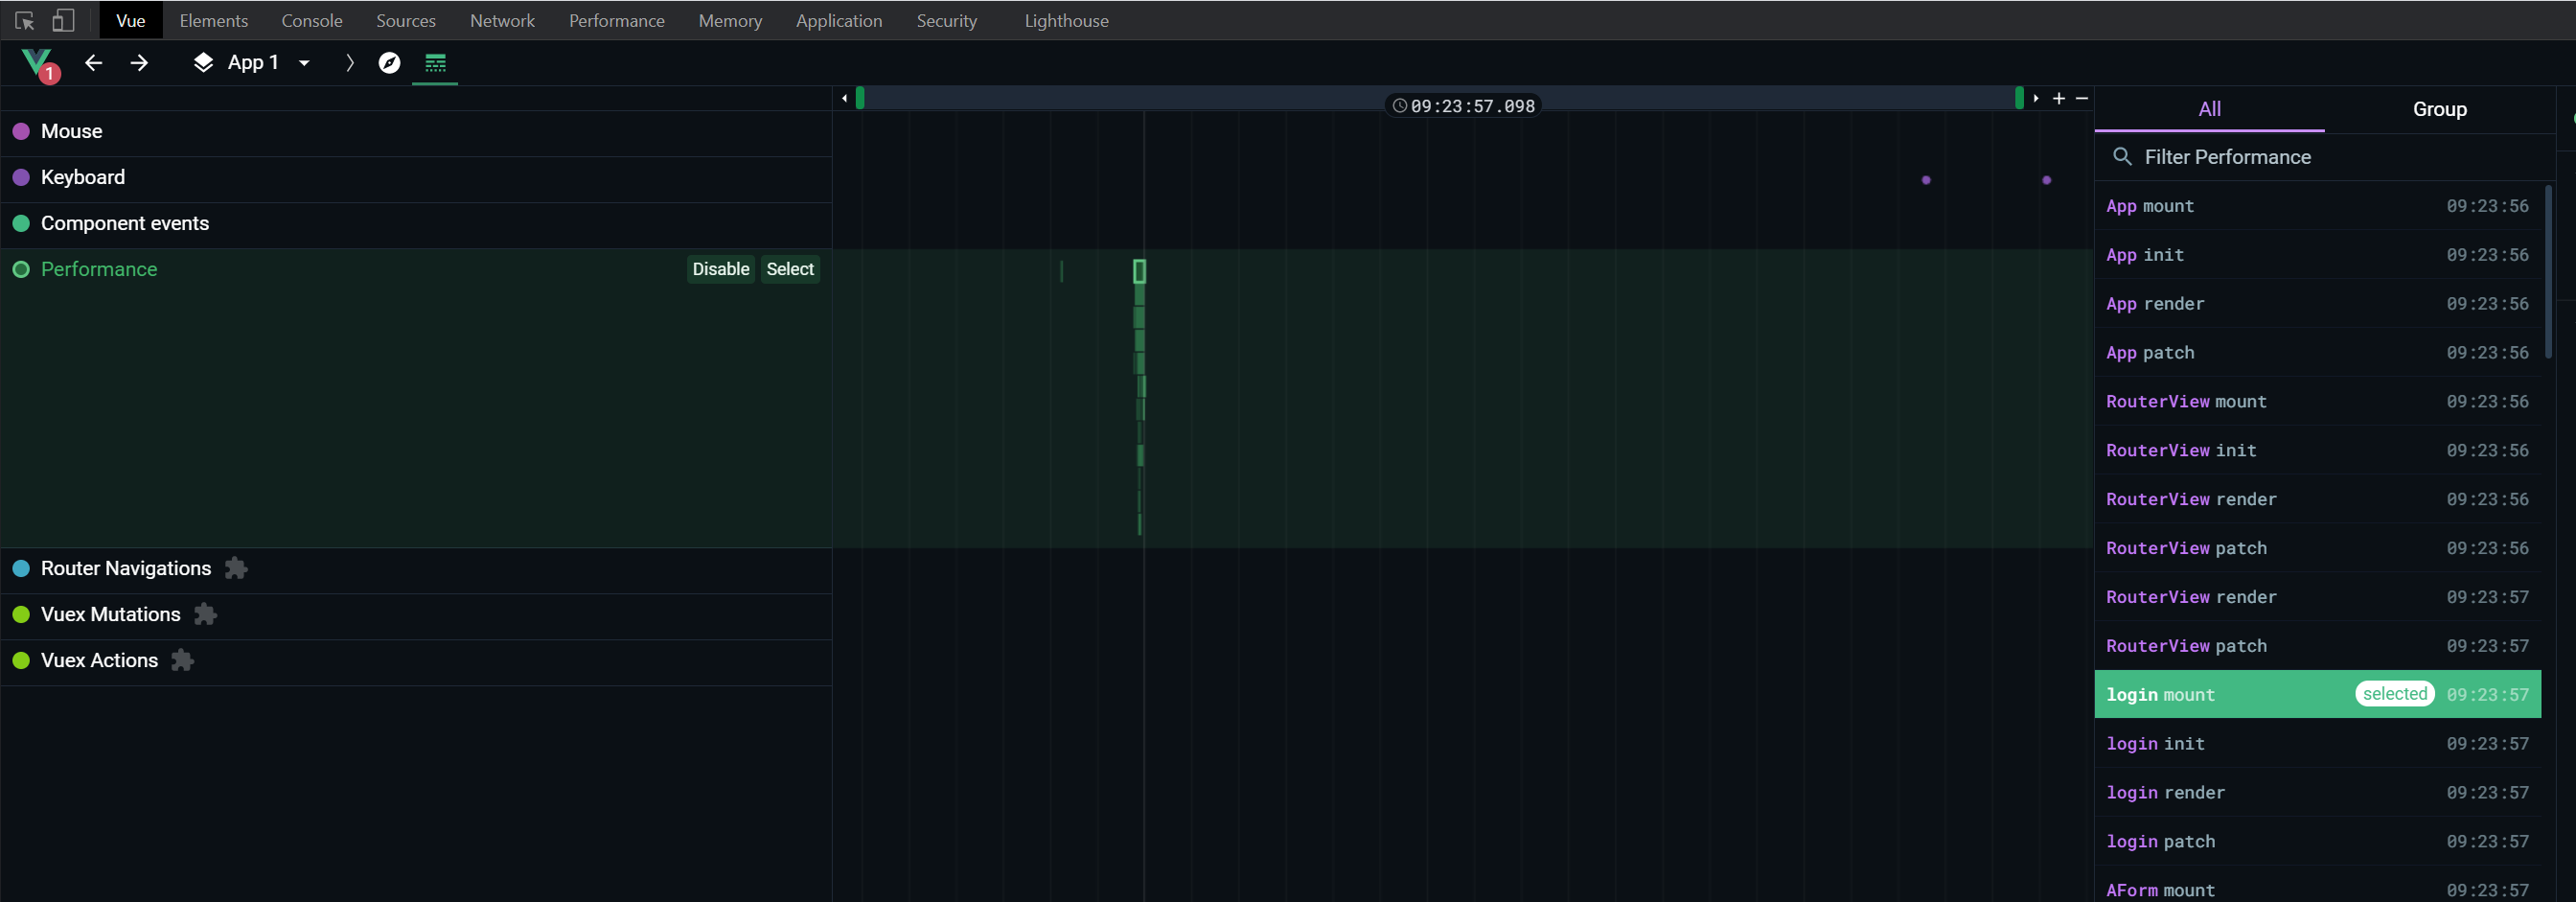 Vue Elements Console Sources Network Performance Memory Application Security Lighthouse
1 App 1
09:23:57.098
Mouse
Keyboard
Component events
Performance Disable Select
Router Navigations
Vuex Mutations
Vuex Actions
All Group
Filter Performance
App mount 09:23:56
App init 09:23:56
App render 09:23:56
App patch 09:23:56
RouterView mount 09:23:56
RouterView init 09:23:56
RouterView render 09:23:56
RouterView patch 09:23:56
RouterView render 09:23:57
RouterView patch 09:23:57
login mount selected 09:23:57
login init 09:23:57
login render 09:23:57
login patch 09:23:57
AForm mount 09:23:57